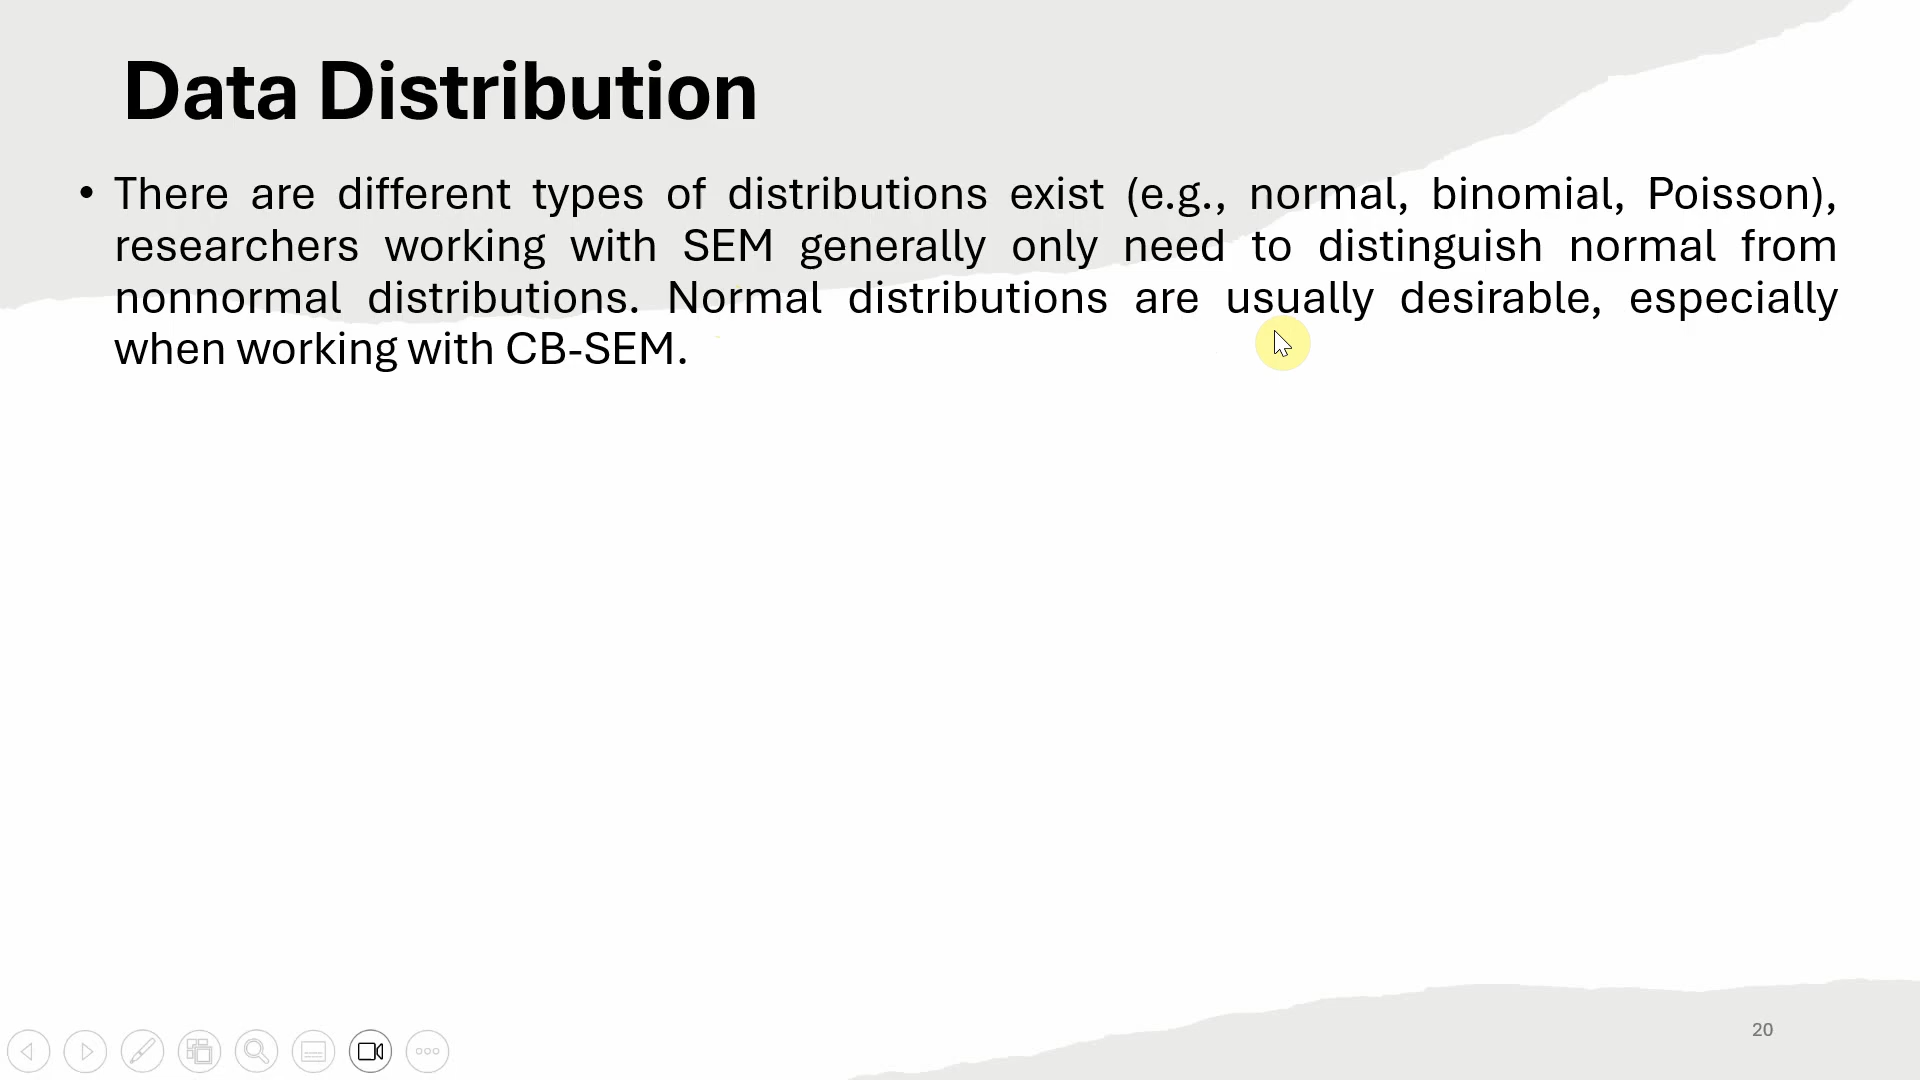 Data Distribution
• There are different types of distributions exist (e.g., normal, binomial, Poisson),
researchers working with SEM generally only need to distinguish normal from
nonnormal distributions. Normal distributions are usually desirable, especially
when working with CB-SEM.
20